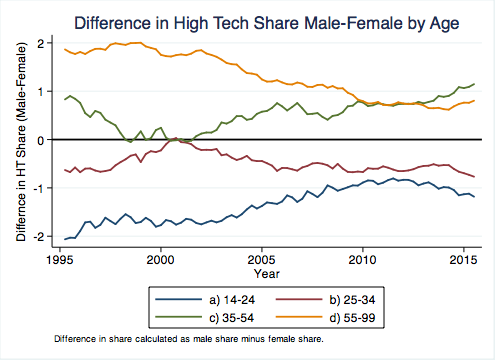 Difference in High Tech Share Male-Female by Age
Differnce in HT Share (Male-Female)
2
1
0
-1
-2
1995 2000 2005 2010 2015
Year
a) 14-24 b) 25-34
c) 35-54 d) 55-99
Difference in share calculated as male share minus female share.